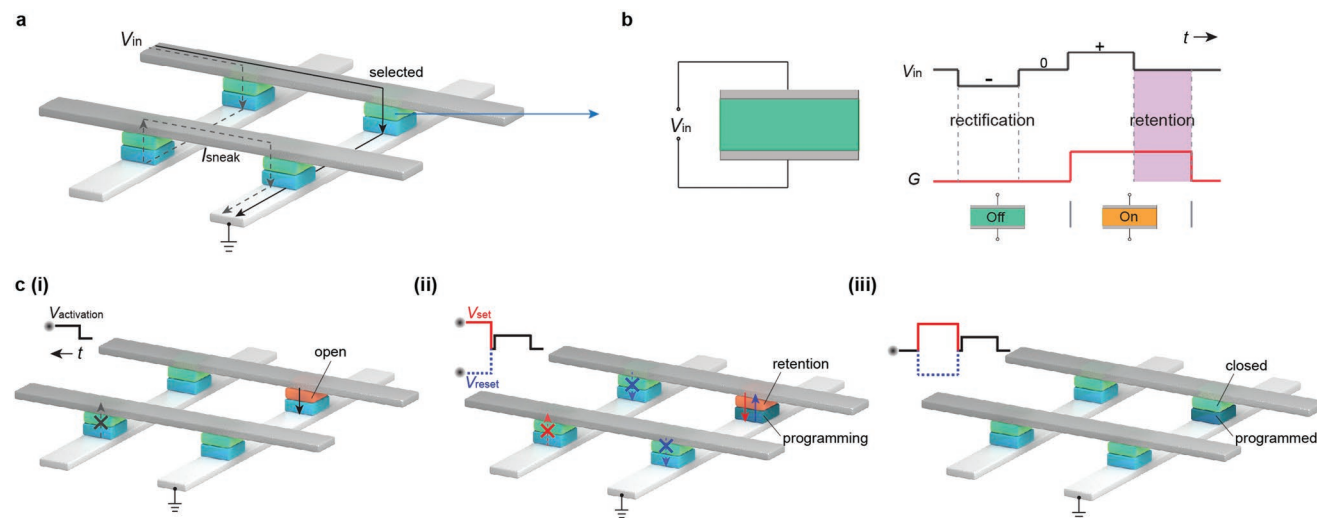 a
Vin
selected
Isneak
b
Vin
t
Vin
-
0
+
rectification
retention
G
Off
On
c (i)
Vactivation
t
open
(ii)
Vset
Vreset
retention
programming
(iii)
closed
programmed